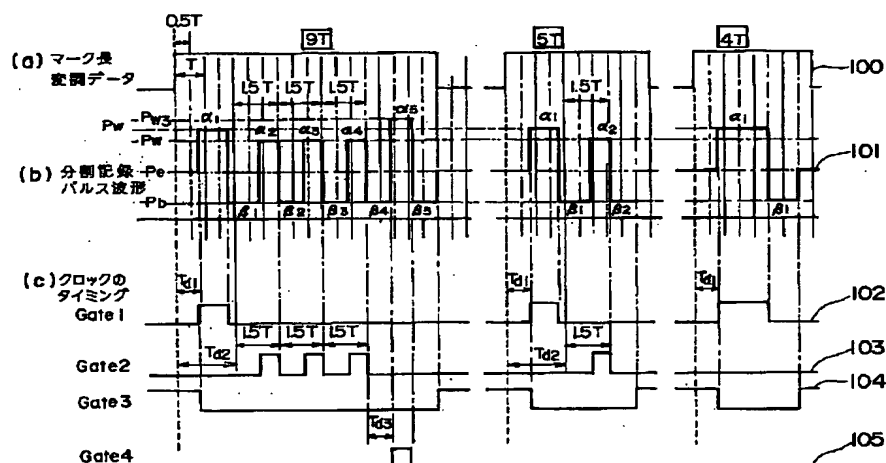 0.5T
9T
5T
4T
(a) マーク長
変調データ
T
100
1.5T 1.5T 1.5T
1.5T
Pw3
Pw
Pw
α1 α2 α3 α4 α5
α1 α2
α1
101
(b) 分割記録
パルス波形
Pe
Pb
β1 β2 β3 β4 β5
β1 β2
β1
(c) クロックの
タイミング
Td1
Td1
Td1
Gate1
102
1.5T 1.5T 1.5T
1.5T
Td2
Td2
Gate2
103
Gate3
104
Td3
Gate4
105